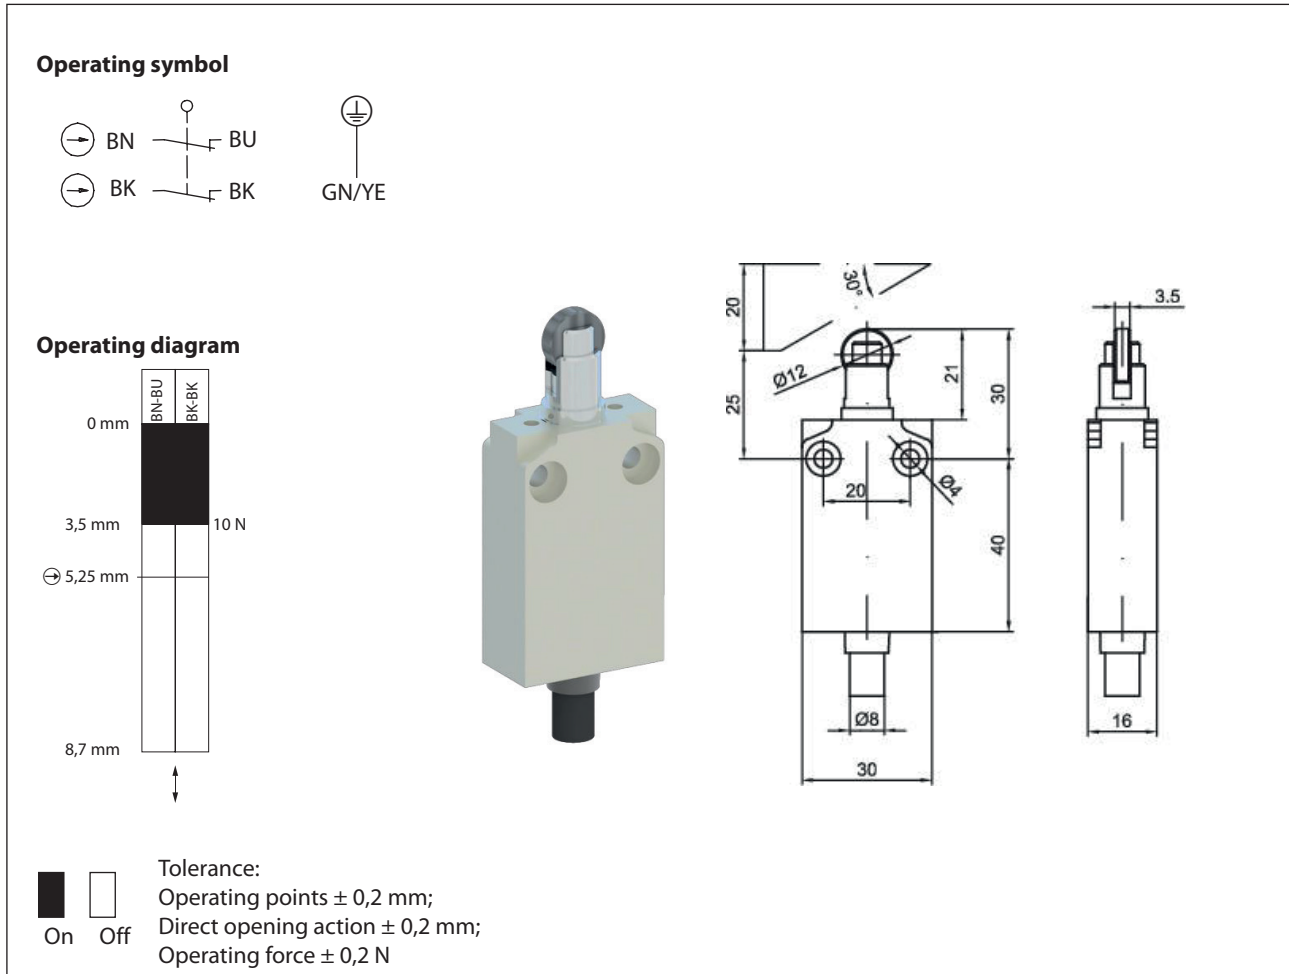 Operating symbol
BN BU
BK BK
GN/YE
Operating diagram
BN-BU
BK-BK
0 mm
3,5 mm 10 N
5,25 mm
8,7 mm
20
30°
25
Ø12
21
30
20
Ø4
40
Ø8
30
3.5
16
On Off
Tolerance:
Operating points ± 0,2 mm;
Direct opening action ± 0,2 mm;
Operating force ± 0,2 N